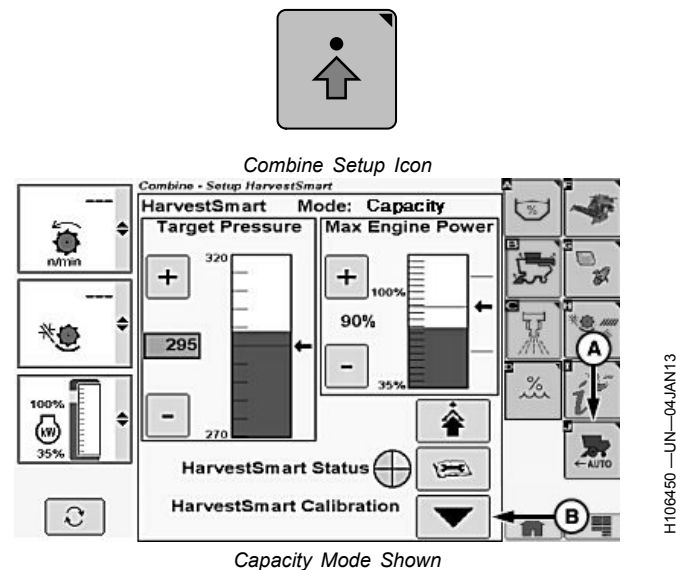 Combine Setup Icon
Combine - Setup HarvestSmart
HarvestSmart Mode: Capacity
Target Pressure
Max Engine Power
---
n/min
---
100%
kW
35%
+
320
295
-
270
+
100%
90%
-
35%
HarvestSmart Status
HarvestSmart Calibration
A
%
B
C
D
%
E
G
H
I
i
A
← AUTO
B
Capacity Mode Shown
H106450 —UN—04JAN13